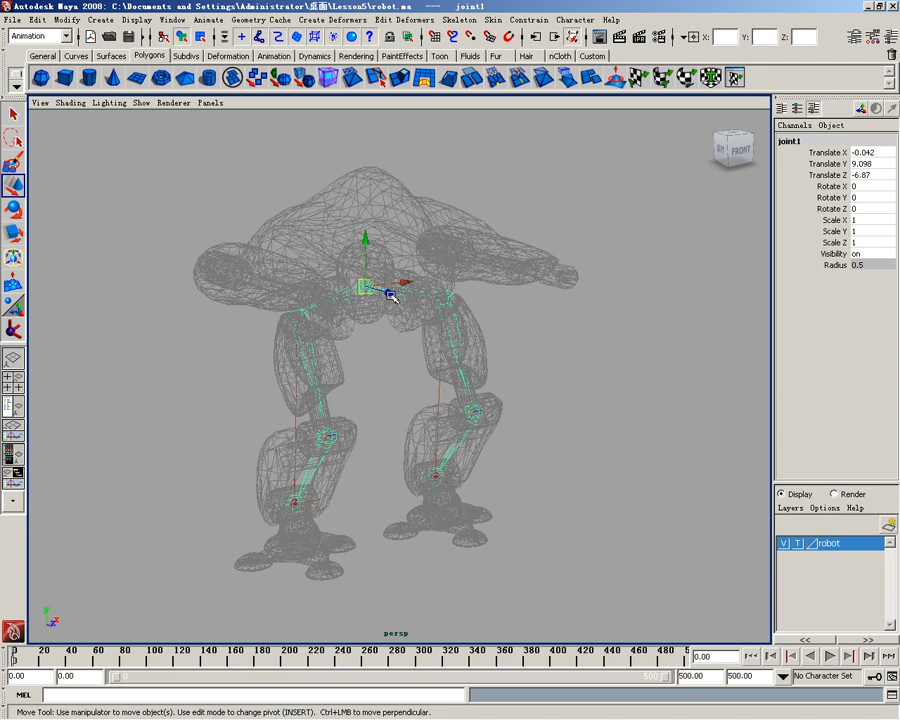 Autodesk Maya 2008: C:\Documents and Settings\Administrator\桌面\Lesson5\robot.ma --- joint1
File Edit Modify Create Display Window Animate Geometry Cache Create Deformers Edit Deformers Skeleton Skin Constrain Character Help
Animation X: Y: Z:
General Curves Surfaces Polygons Subdivs Deformation Animation Dynamics Rendering PaintEffects Toon Fluids Fur Hair nCloth Custom
View Shading Lighting Show Renderer Panels
FRONT
Channels Object
joint1
Translate X -0.042
Translate Y 9.098
Translate Z -6.87
Rotate X 0
Rotate Y 0
Rotate Z 0
Scale X 1
Scale Y 1
Scale Z 1
Visibility on
Radius 0.5
Display Render
Layers Options Help
V T robot
<< >>
y
z x
persp
0 20 40 60 80 100 120 140 160 180 200 220 240 260 280 300 320 340 360 380 400 420 440 460 480 5
0.00
0.00 0.00 0 500 500.00 500.00 No Character Set
MEL
Move Tool: Use manipulator to move object(s). Use edit mode to change pivot (INSERT). Ctrl+LMB to move perpendicular.